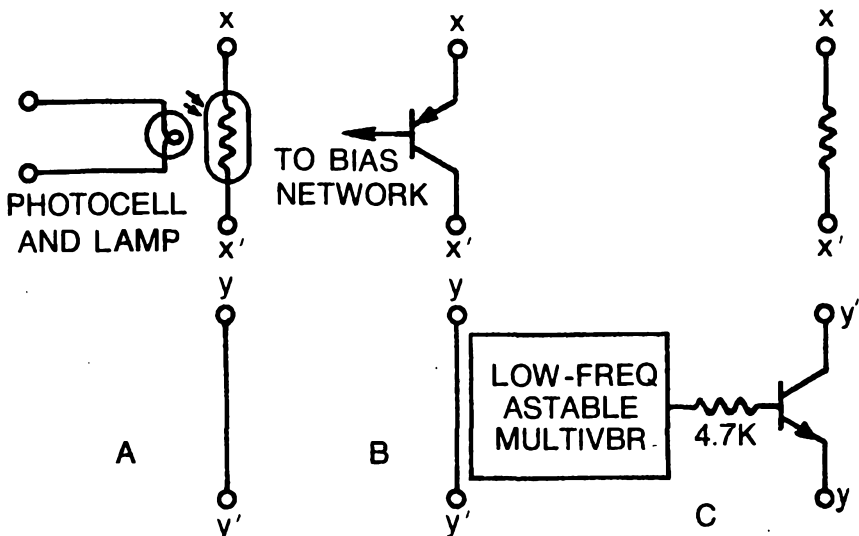 x
x
x
PHOTOCELL
AND LAMP
x'
TO BIAS
NETWORK
x'
x'
y
y
y'
LOW-FREQ
ASTABLE
MULTIVBR
4.7K
A
B
C
y'
y'
y